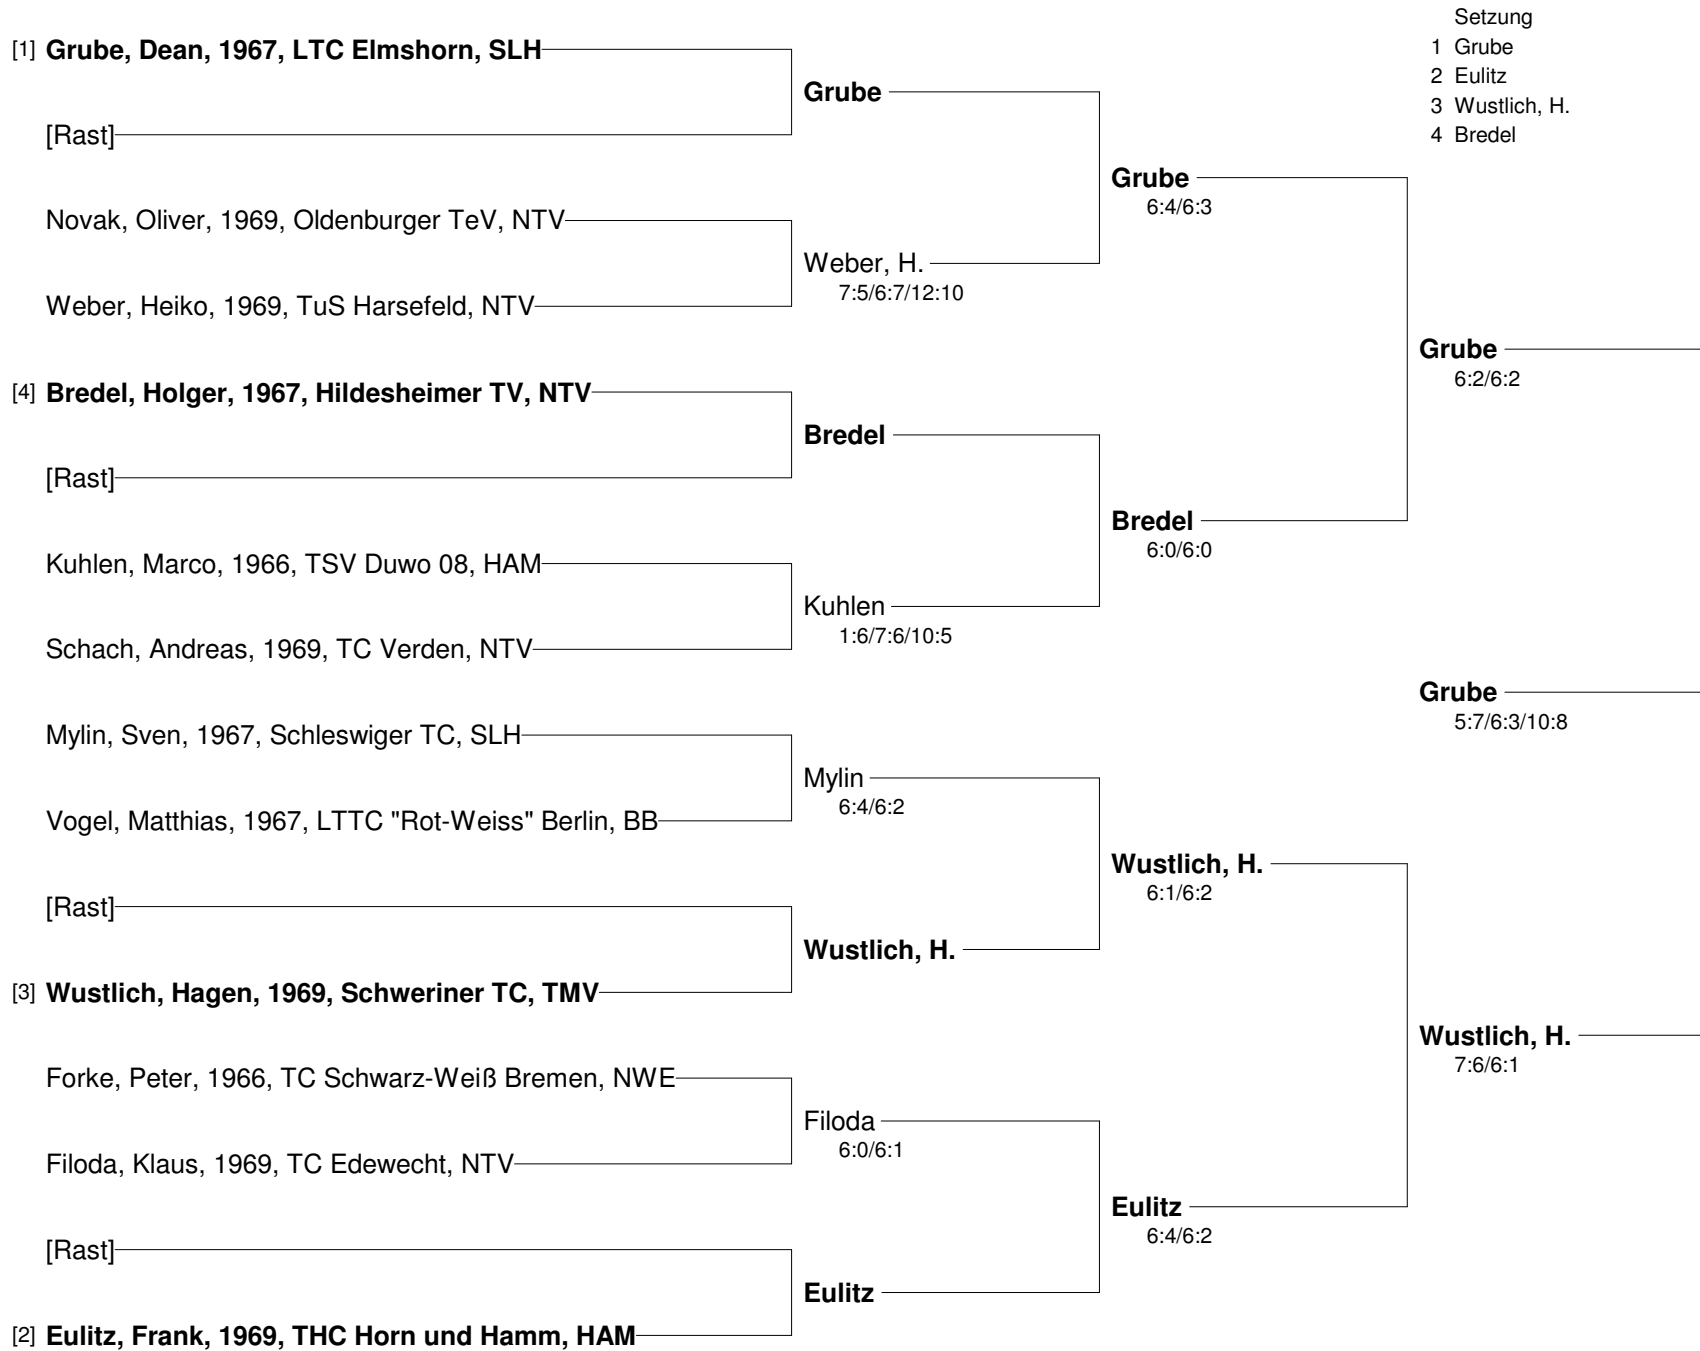 Setzung
1 Grube
2 Eulitz
3 Wustlich, H.
4 Bredel
[1] Grube, Dean, 1967, LTC Elmshorn, SLH
[Rast]
Novak, Oliver, 1969, Oldenburger TeV, NTV
Weber, Heiko, 1969, TuS Harsefeld, NTV
[4] Bredel, Holger, 1967, Hildesheimer TV, NTV
[Rast]
Kuhlen, Marco, 1966, TSV Duwo 08, HAM
Schach, Andreas, 1969, TC Verden, NTV
Mylin, Sven, 1967, Schleswiger TC, SLH
Vogel, Matthias, 1967, LTTC "Rot-Weiss" Berlin, BB
[Rast]
[3] Wustlich, Hagen, 1969, Schweriner TC, TMV
Forke, Peter, 1966, TC Schwarz-Weiß Bremen, NWE
Filoda, Klaus, 1969, TC Edewecht, NTV
[Rast]
[2] Eulitz, Frank, 1969, THC Horn und Hamm, HAM
Grube
Weber, H.
7:5/6:7/12:10
Bredel
Kuhlen
1:6/7:6/10:5
Mylin
6:4/6:2
Wustlich, H.
Filoda
6:0/6:1
Eulitz
Grube
6:4/6:3
Bredel
6:0/6:0
Wustlich, H.
6:1/6:2
Eulitz
6:4/6:2
Grube
6:2/6:2
Grube
5:7/6:3/10:8
Wustlich, H.
7:6/6:1